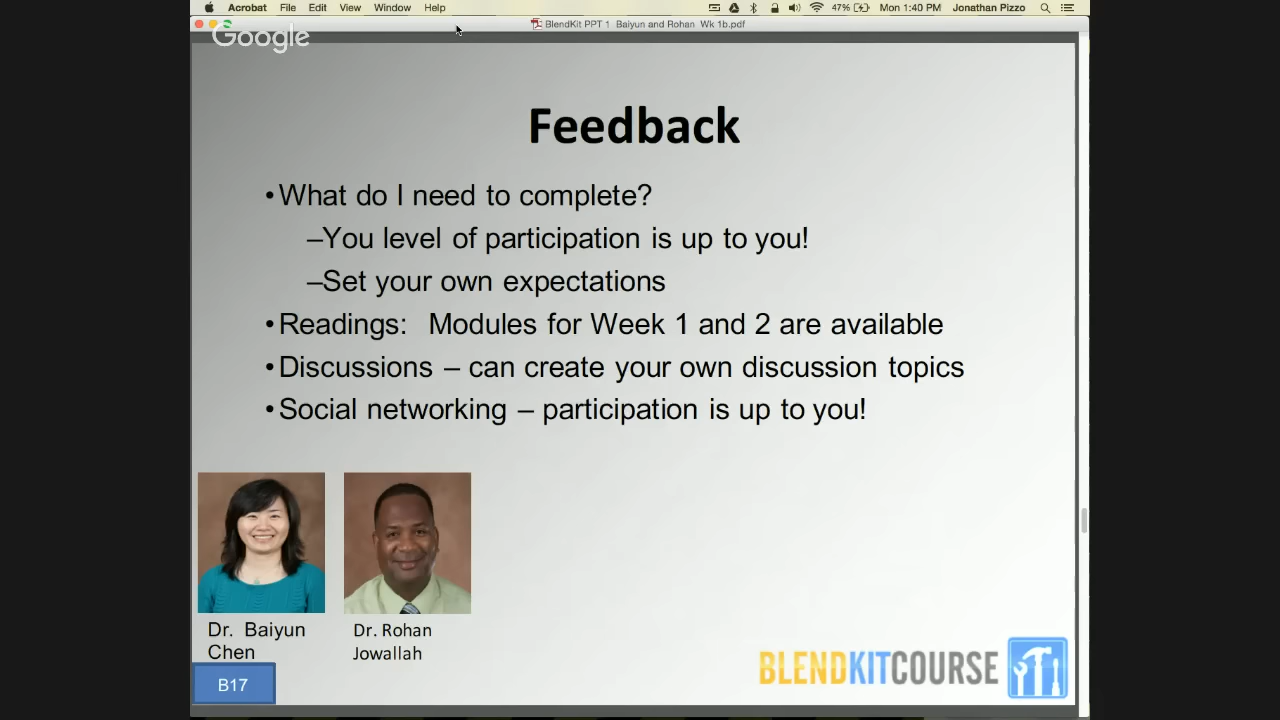 Acrobat File Edit View Window Help 47% Mon 1:40 PM Jonathan Pizzo
BlendKit PPT 1 Baiyun and Rohan Wk 1b.pdf
Google
Feedback
•What do I need to complete?
–You level of participation is up to you!
–Set your own expectations
•Readings: Modules for Week 1 and 2 are available
•Discussions – can create your own discussion topics
•Social networking – participation is up to you!
Dr. Baiyun
Chen
Dr. Rohan
Jowallah
B17
BLENDKITCOURSE